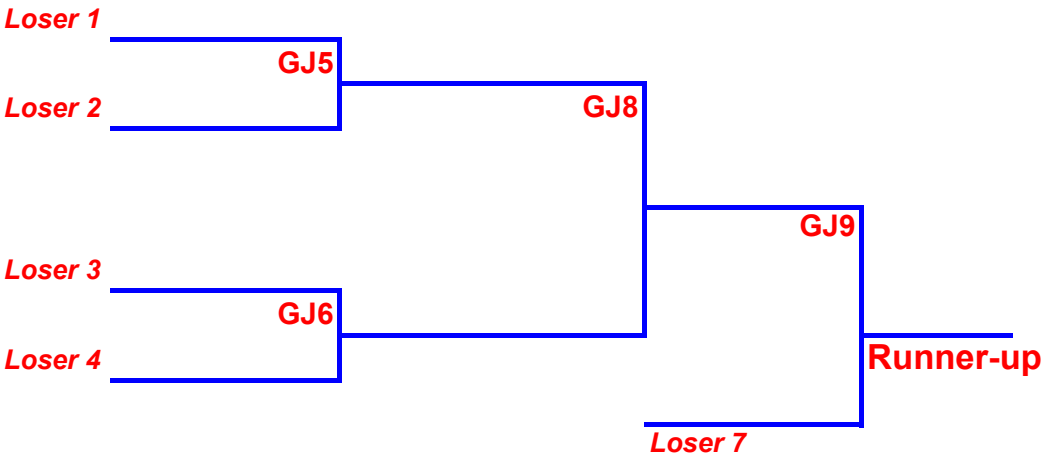 Loser 1
GJ5
Loser 2
GJ8
GJ9
Loser 3
GJ6
Loser 4
Runner-up
Loser 7